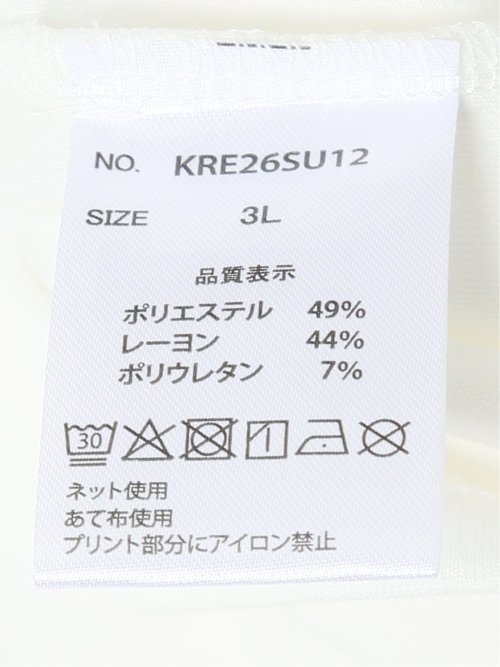 NO. KRE26SU12
SIZE 3L
品質表示
ポリエステル 49%
レーヨン 44%
ポリウレタン 7%
30
ネット使用
あて布使用
プリント部分にアイロン禁止